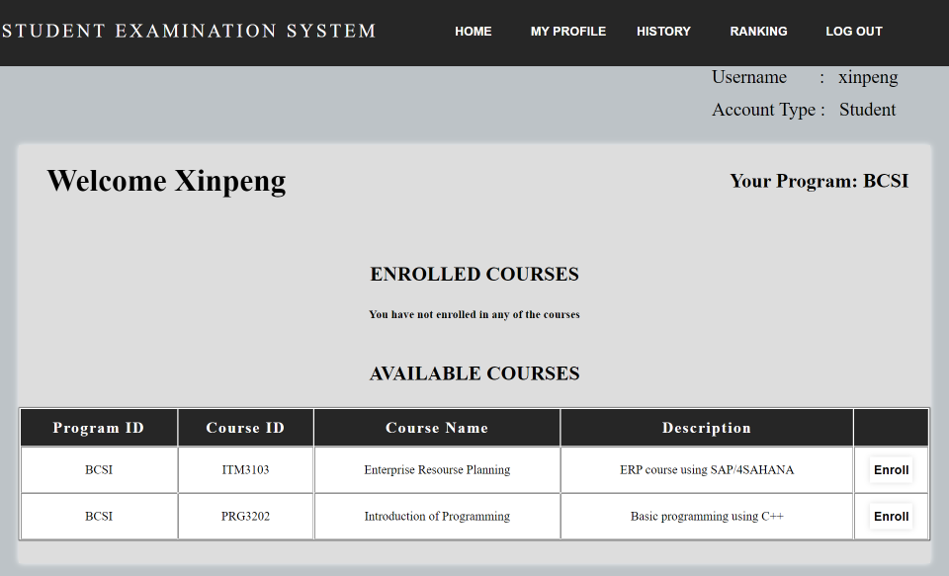 STUDENT EXAMINATION SYSTEM HOME MY PROFILE HISTORY RANKING LOG OUT
Username : xinpeng
Account Type : Student
Welcome Xinpeng Your Program: BCSI
ENROLLED COURSES
You have not enrolled in any of the courses
AVAILABLE COURSES
Program ID Course ID Course Name Description
BCSI ITM3103 Enterprise Resourse Planning ERP course using SAP/4SAHANA Enroll
BCSI PRG3202 Introduction of Programming Basic programming using C++ Enroll